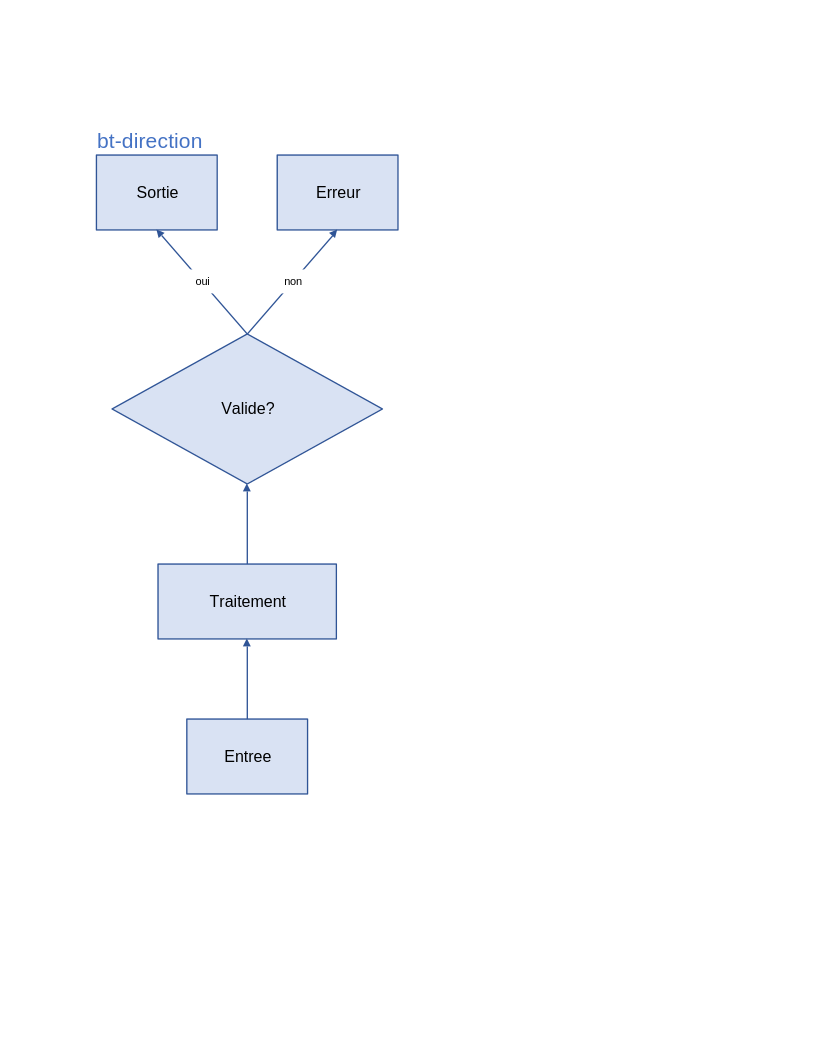 bt-direction
Sortie
Erreur
oui
non
Valide?
Traitement
Entree